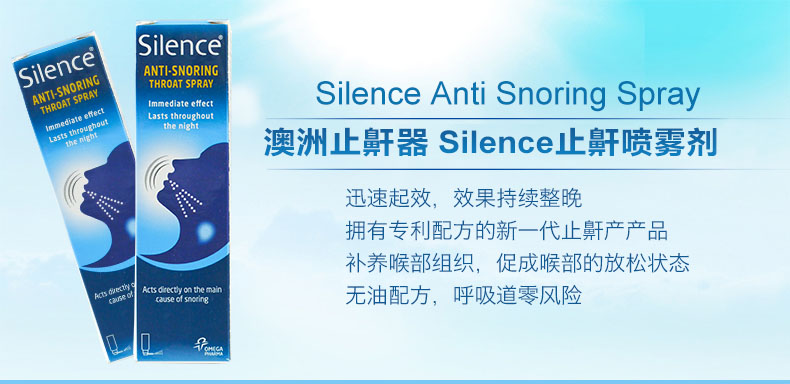 Silence®
ANTI-SNORING
THROAT SPRAY
Immediate effect
Lasts throughout
the night
Acts directly o
cause of sno
Silence®
ANTI-SNORING
THROAT SPRAY
Immediate effect
Lasts throughout
the night
Acts directly on the main
cause of snoring
OMEGA
PHARMA
Silence Anti Snoring Spray
澳洲止鼾器 Silence止鼾喷雾剂
迅速起效，效果持续整晚
拥有专利配方的新一代止鼾产产品
补养喉部组织，促成喉部的放松状态
无油配方，呼吸道零风险